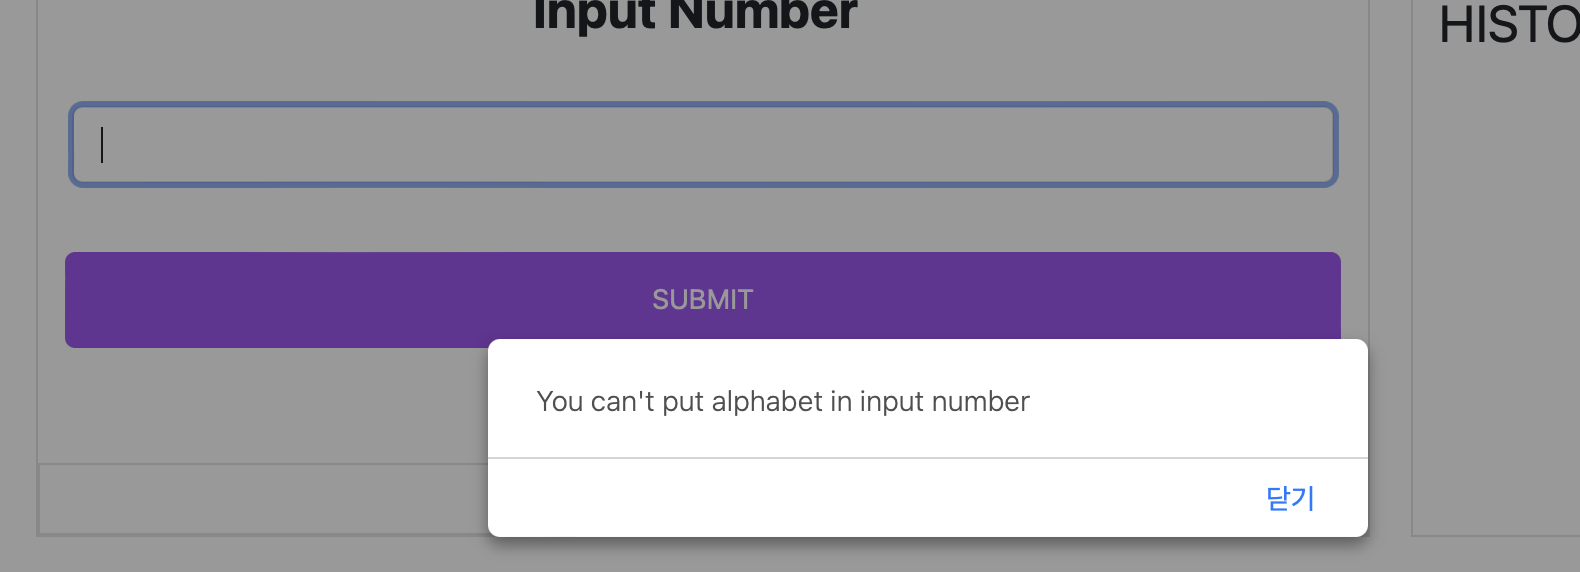 Input Number
HISTO
SUBMIT
You can't put alphabet in input number
닫기